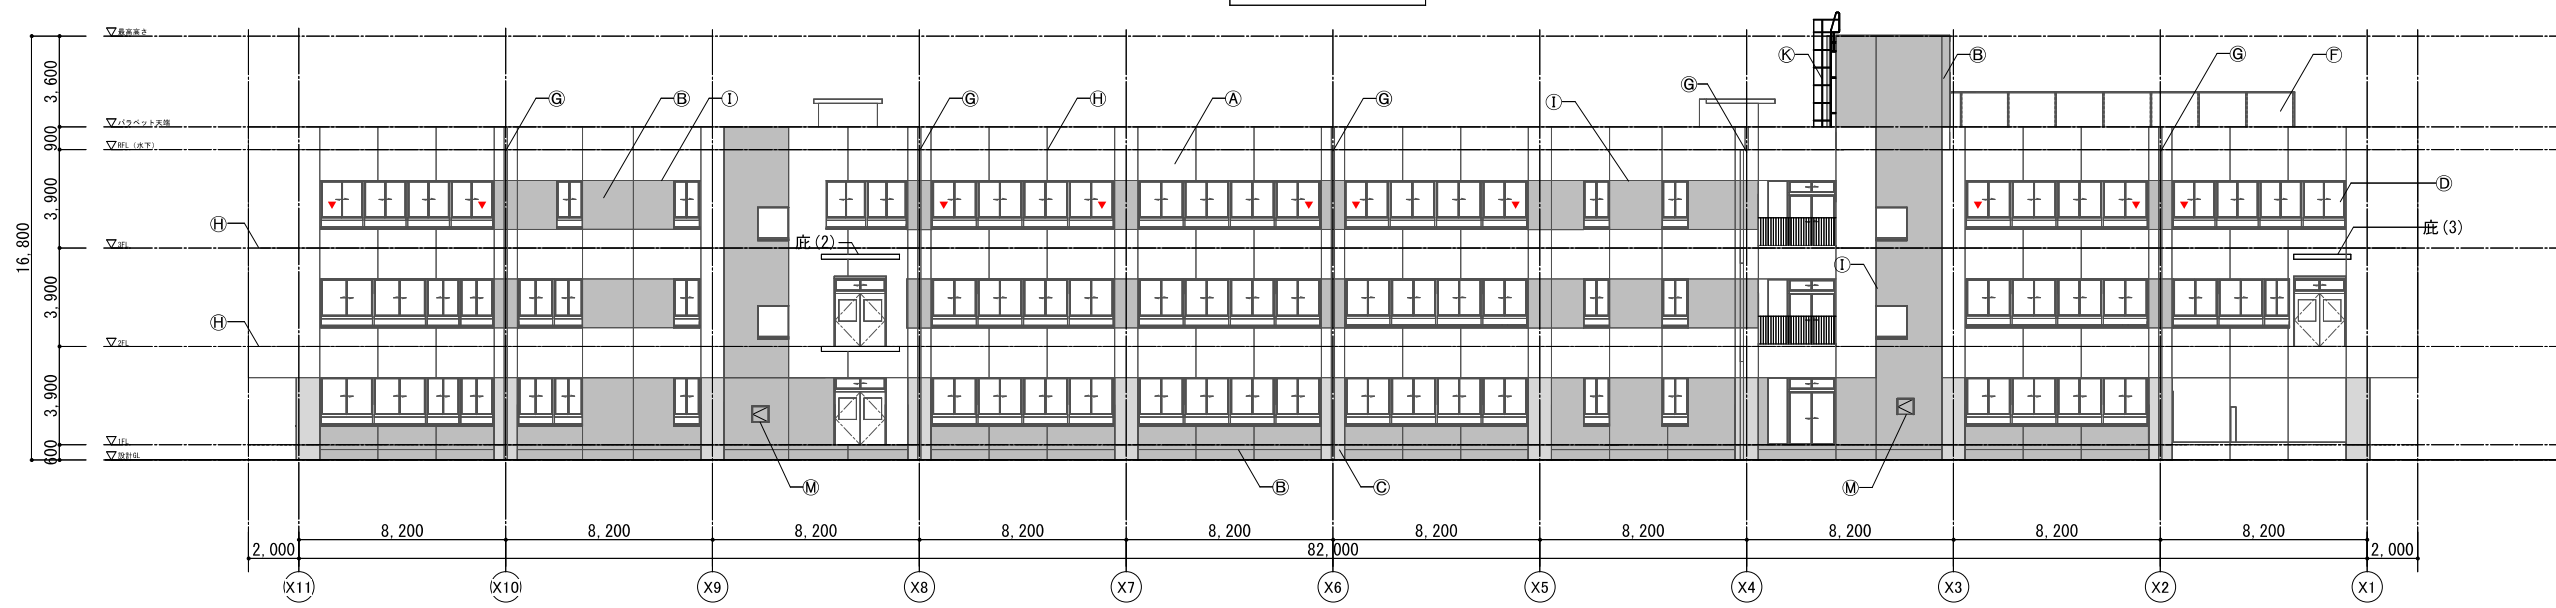 ▽最高高さ
3,600
Ⓚ Ⓑ Ⓖ Ⓕ
Ⓖ Ⓑ Ⓘ Ⓖ Ⓗ Ⓐ Ⓖ Ⓘ Ⓖ
▽パラペット天端
900
▽RFL (水下)
3,900
Ⓓ
Ⓗ
▽3FL
庇(2)
庇(3)
16,800
Ⓘ
3,900
Ⓗ
▽2FL
3,900
▽1FL
600
▽設計GL
Ⓜ Ⓑ Ⓒ Ⓜ
8,200 8,200 8,200 8,200 8,200 8,200 8,200 8,200 8,200 8,200
2,000 82,000 2,000
X11 X10 X9 X8 X7 X6 X5 X4 X3 X2 X1